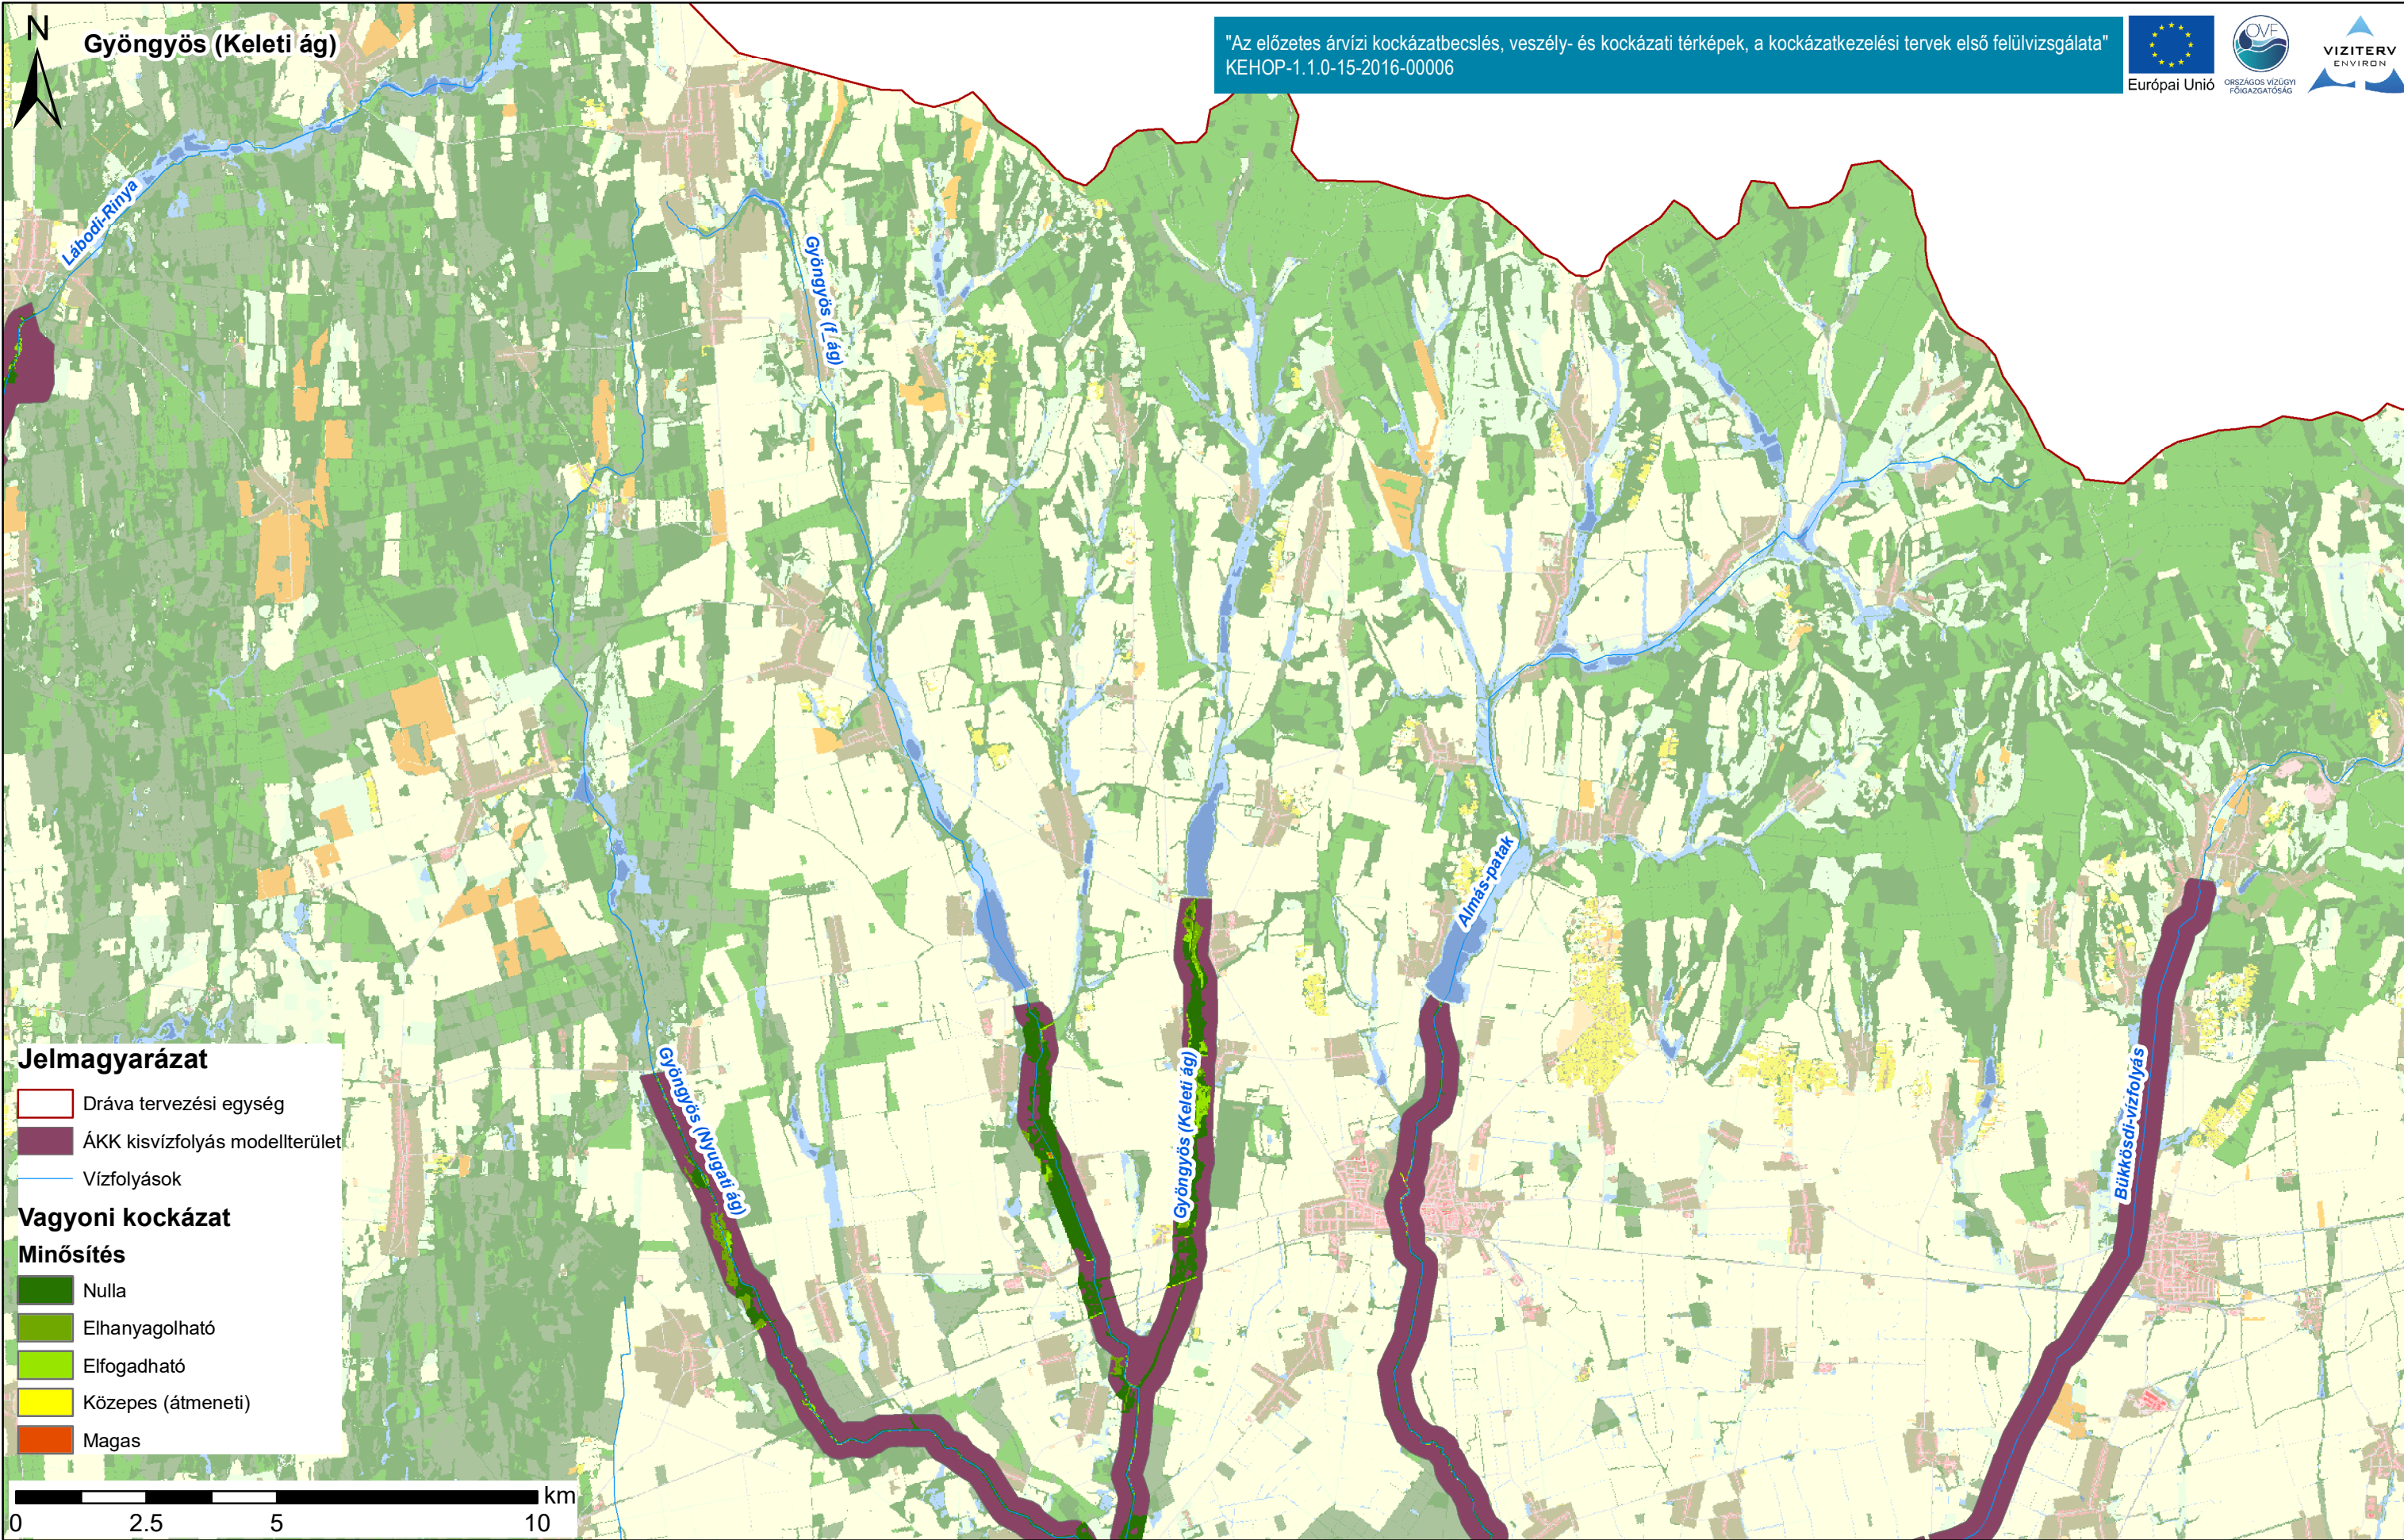 N
Gyöngyös (Keleti ág)
"Az előzetes árvízi kockázatbecslés, veszély- és kockázati térképek, a kockázatkezelési tervek első felülvizsgálata"
KEHOP-1.1.0-15-2016-00006
Európai Unió
OVF
ORSZÁGOS VÍZÜGYI
FŐIGAZGATÓSÁG
VIZITERV
ENVIRON
Lábodi-Rinya
Gyöngyös (f_ág)
Almás-patak
Gyöngyös (Nyugati ág)
Gyöngyös (Keleti ág)
Bükkösdi-vízfolyás
Jelmagyarázat
Dráva tervezési egység
ÁKK kisvízfolyás modellterület
Vízfolyások
Vagyoni kockázat
Minősítés
Nulla
Elhanyagolható
Elfogadható
Közepes (átmeneti)
Magas
km
0 2.5 5 10